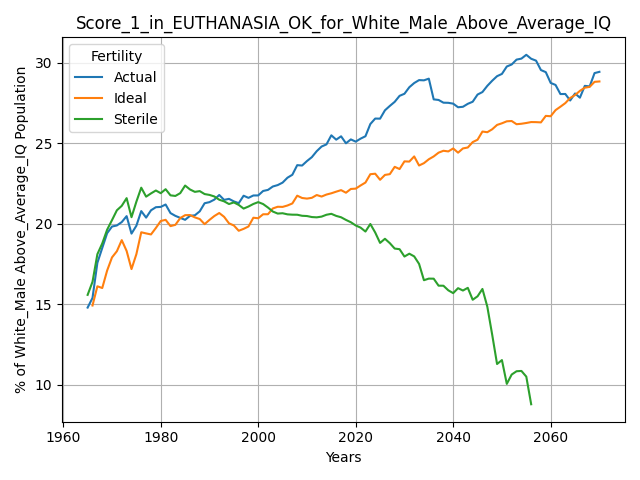 Score_1_in_EUTHANASIA_OK_for_White_Male_Above_Average_IQ
% of White_Male Above_Average_IQ Population
30
25
20
15
10
Fertility
Actual
Ideal
Sterile
1960 1980 2000 2020 2040 2060
Years